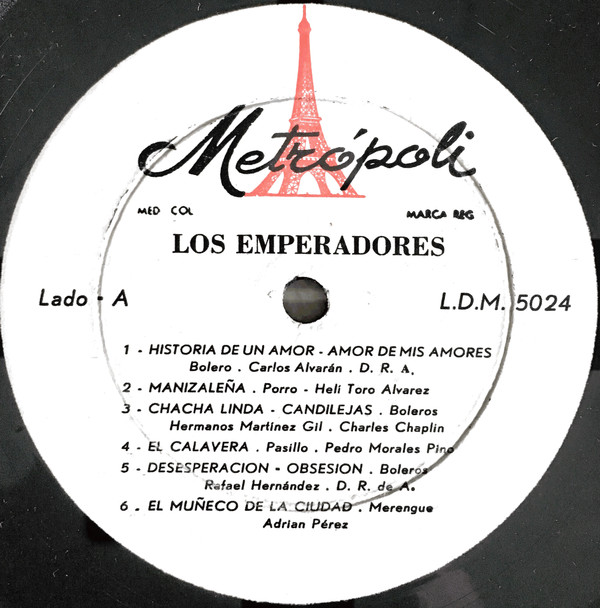 Metrópoli
MED COL MARCA REG
LOS EMPERADORES
Lado - A L.D.M. 5024
1 - HISTORIA DE UN AMOR - AMOR DE MIS AMORES
Bolero . Carlos Alvarán . D. R. A.
2 - MANIZALEÑA . Porro - Heli Toro Alvarez
3 - CHACHA LINDA - CANDILEJAS . Boleros
Hermanos Martinez Gil . Charles Chaplin
4 - EL CALAVERA . Pasillo . Pedro Morales Pino
5 - DESESPERACION - OBSESION . Boleros
Rafael Hernández . D. R. de A.
6 - EL MUÑECO DE LA CIUDAD . Merengue
Adrian Pérez